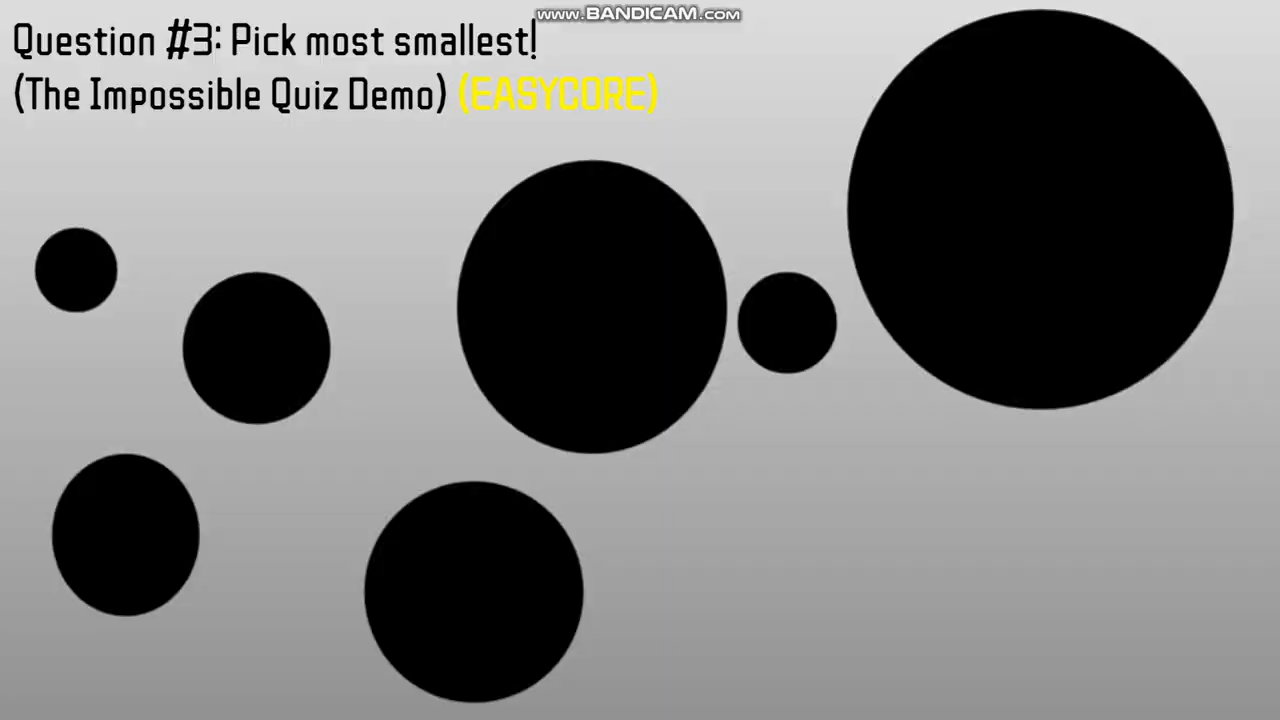 www.BANDICAM.com
Question #3: Pick most smallest!
(The Impossible Quiz Demo) (EASYCORE)